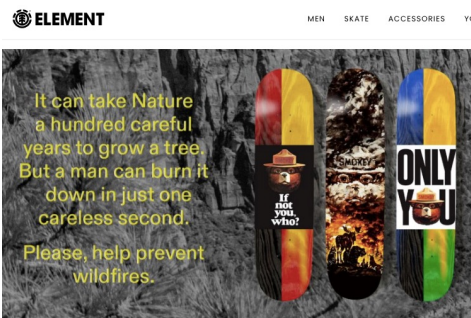 ELEMENT
MEN SKATE ACCESSORIES
It can take Nature
a hundred careful
years to grow a tree.
But a man can burn it
down in just one
careless second.
Please, help prevent
wildfires.
If
not
you,
who?
SMOKEY
ONLY
YOU